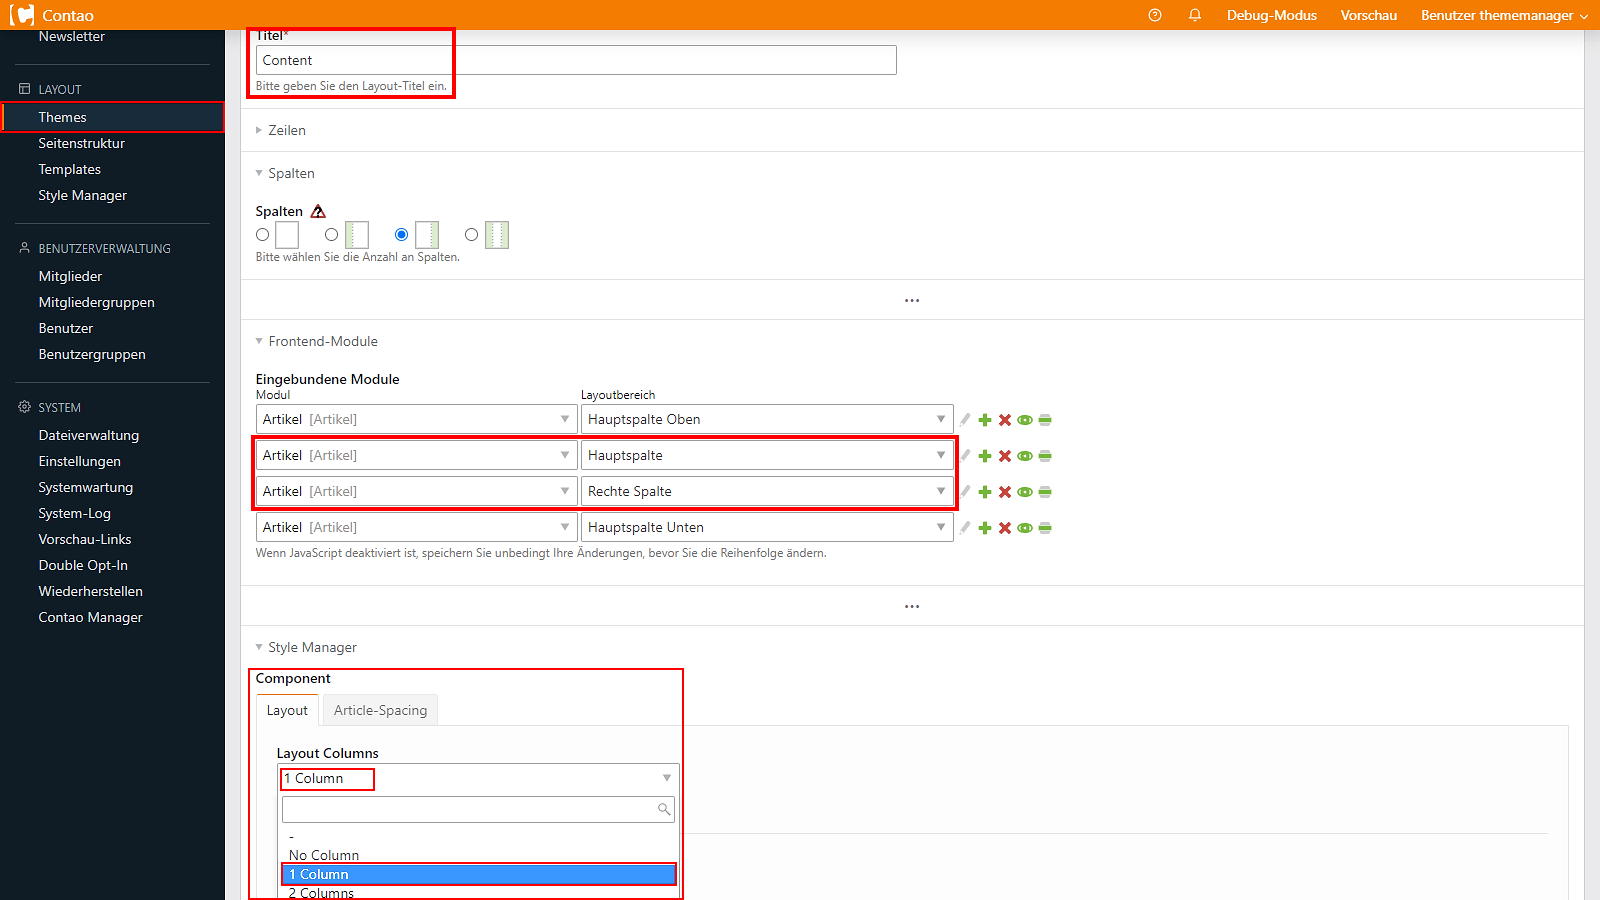 Contao
Debug-Modus
Vorschau
Benutzer thememanager
Newsletter
LAYOUT
Themes
Seitenstruktur
Templates
Style Manager
BENUTZERVERWALTUNG
Mitglieder
Mitgliedergruppen
Benutzer
Benutzergruppen
SYSTEM
Dateiverwaltung
Einstellungen
Systemwartung
System-Log
Vorschau-Links
Double Opt-In
Wiederherstellen
Contao Manager
Titel*
Content
Bitte geben Sie den Layout-Titel ein.
Zeilen
Spalten
Spalten
Bitte wählen Sie die Anzahl an Spalten.
...
Frontend-Module
Eingebundene Module
Modul Layoutbereich
Artikel [Artikel] Hauptspalte Oben
Artikel [Artikel] Hauptspalte
Artikel [Artikel] Rechte Spalte
Artikel [Artikel] Hauptspalte Unten
Wenn JavaScript deaktiviert ist, speichern Sie unbedingt Ihre Änderungen, bevor Sie die Reihenfolge ändern.
...
Style Manager
Component
Layout Article-Spacing
Layout Columns
1 Column
-
No Column
1 Column
2 Columns